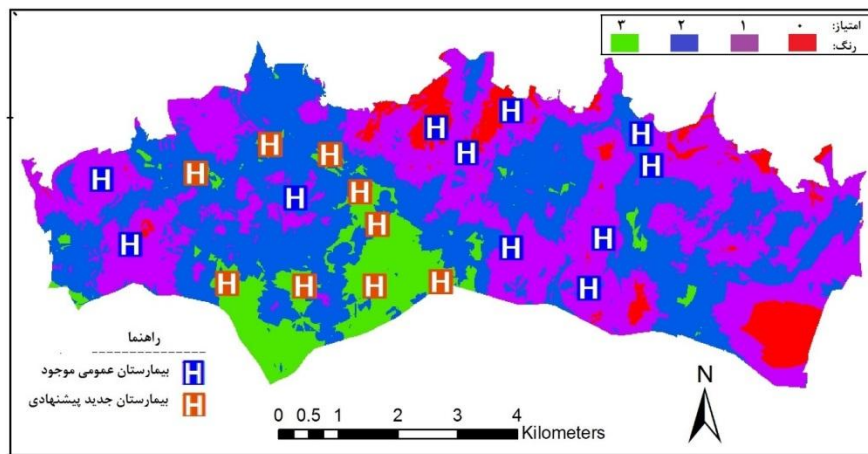 امتیاز: ۰ ۱ ۲ ۳
رنگ:
H H
H H H
H H H
H H H H
H H H H
H H H H H
راهنما
بیمارستان عمومی موجود H
بیمارستان جدید پیشنهادی H
N
0 0.5 1 2 3 4
Kilometers